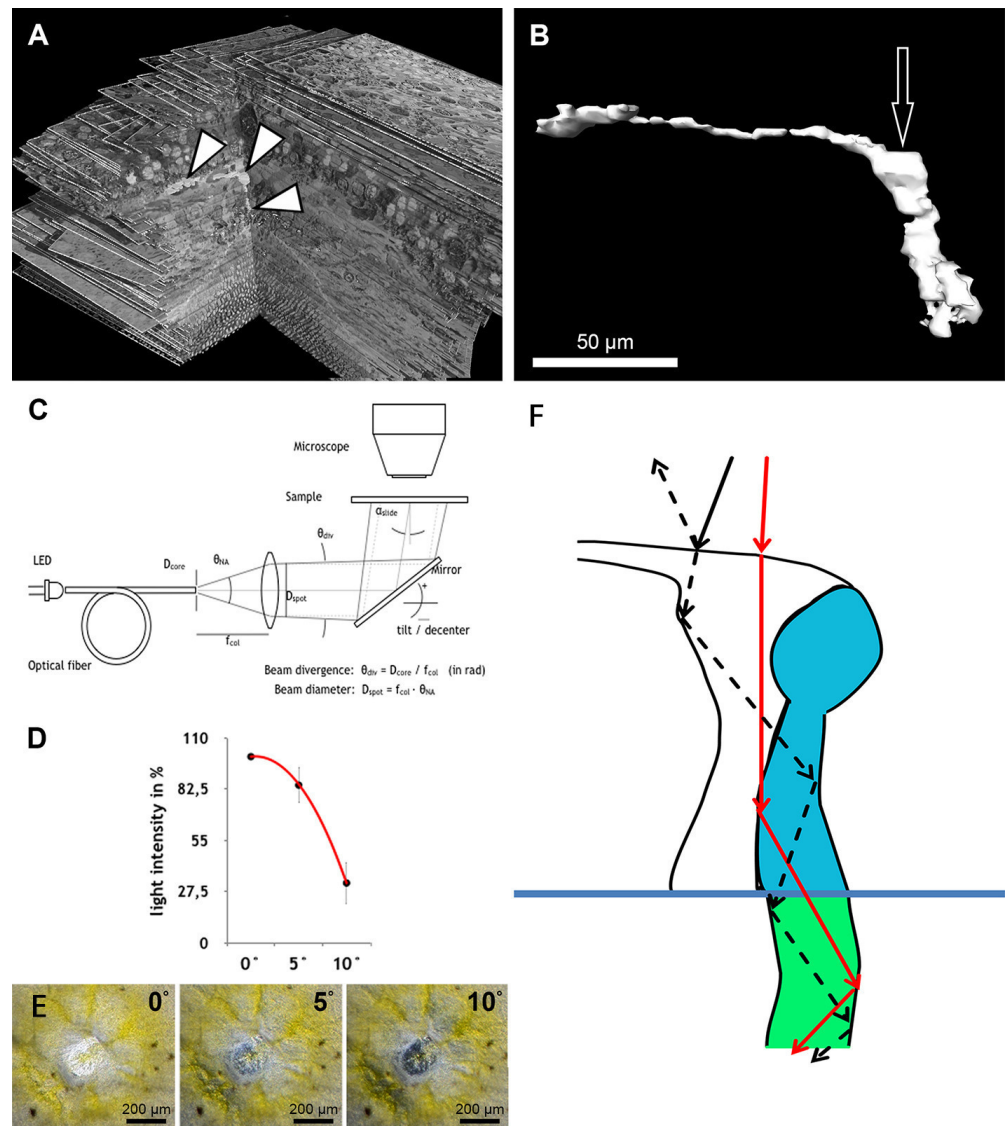 A
B
50 µm
C
Microscope
Sample
αslide
θdiv
LED
Dcore
θNA
Mirror
+
Dspot
−
tilt / decenter
fcol
Optical fiber
Beam divergence: θdiv = Dcore / fcol (in rad)
Beam diameter: Dspot = fcol · θNA
D
light intensity in %
110
82,5
55
27,5
0
0° 5° 10°
E
0° 5° 10°
200 µm 200 µm 200 µm
F